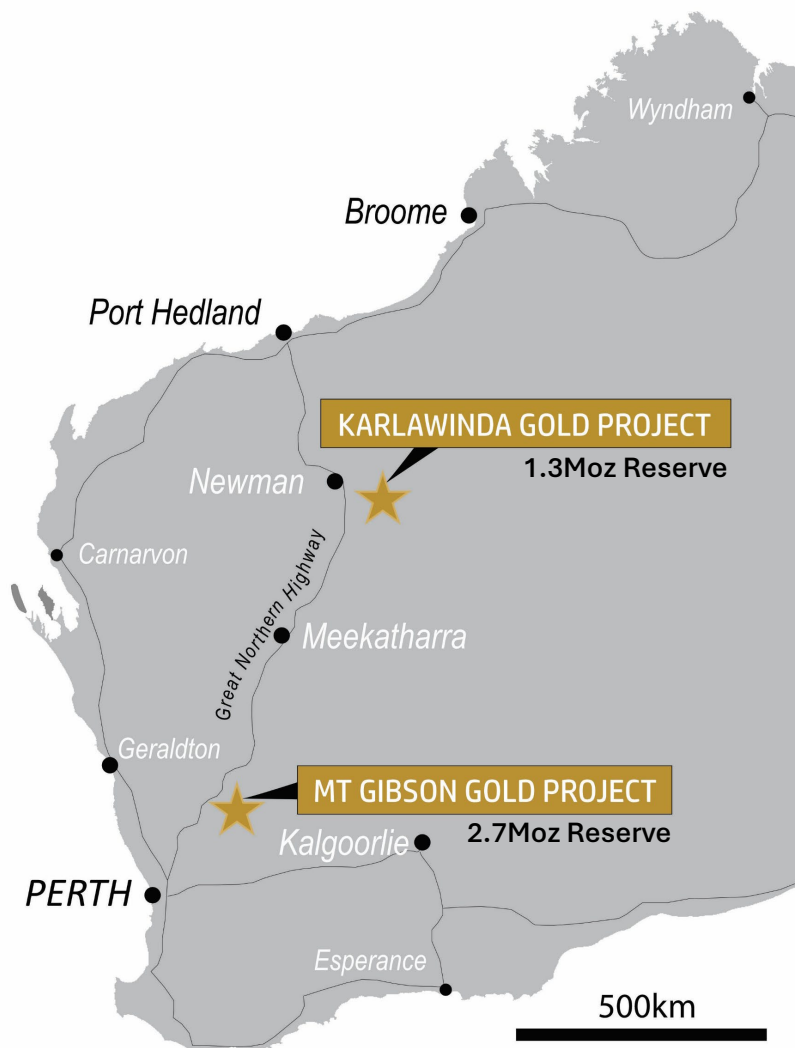 Wyndham
Broome
Port Hedland
KARLAWINDA GOLD PROJECT
1.3Moz Reserve
Newman
Carnarvon
Great Northern Highway
Meekatharra
Geraldton
MT GIBSON GOLD PROJECT
2.7Moz Reserve
Kalgoorlie
PERTH
Esperance
500km